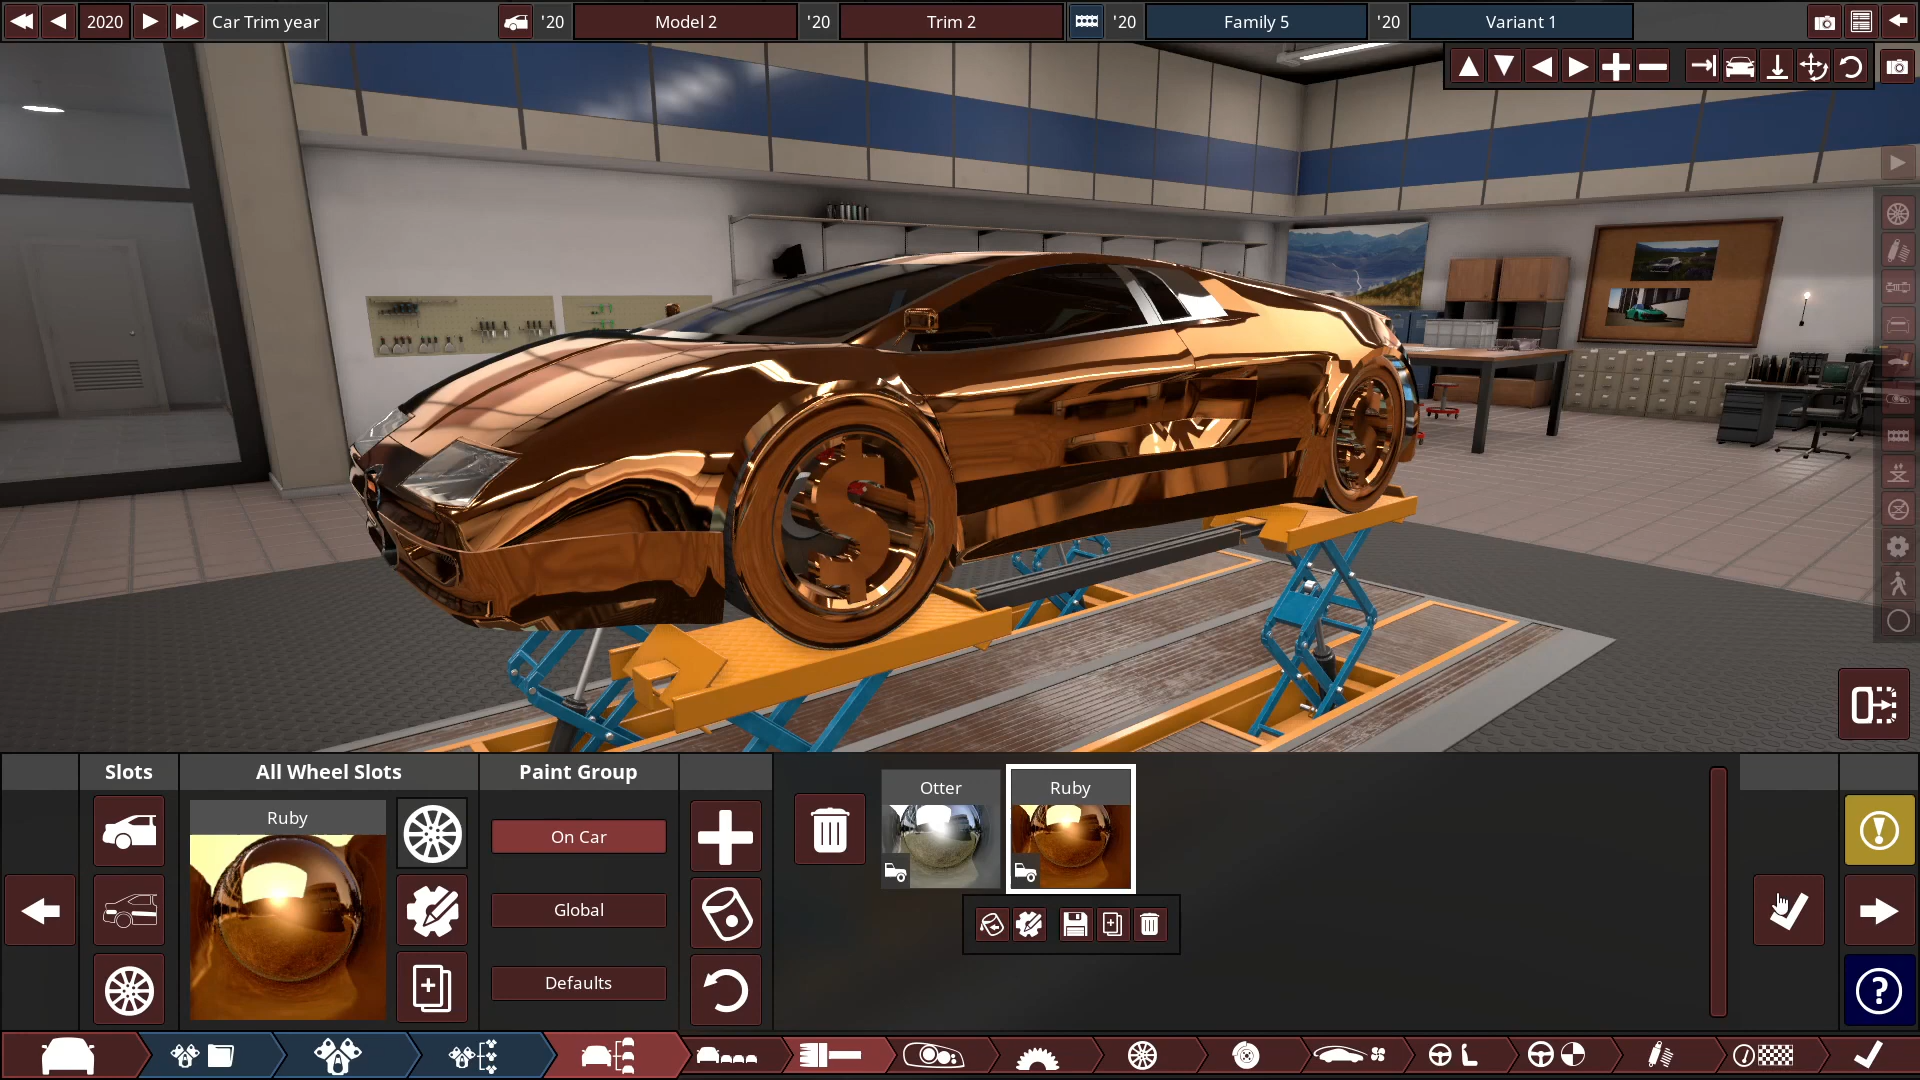 2020
Car Trim year
'20
Model 2
'20
Trim 2
'20
Family 5
'20
Variant 1
$
Slots
All Wheel Slots
Paint Group
Ruby
On Car
Global
Defaults
Otter
Ruby
?